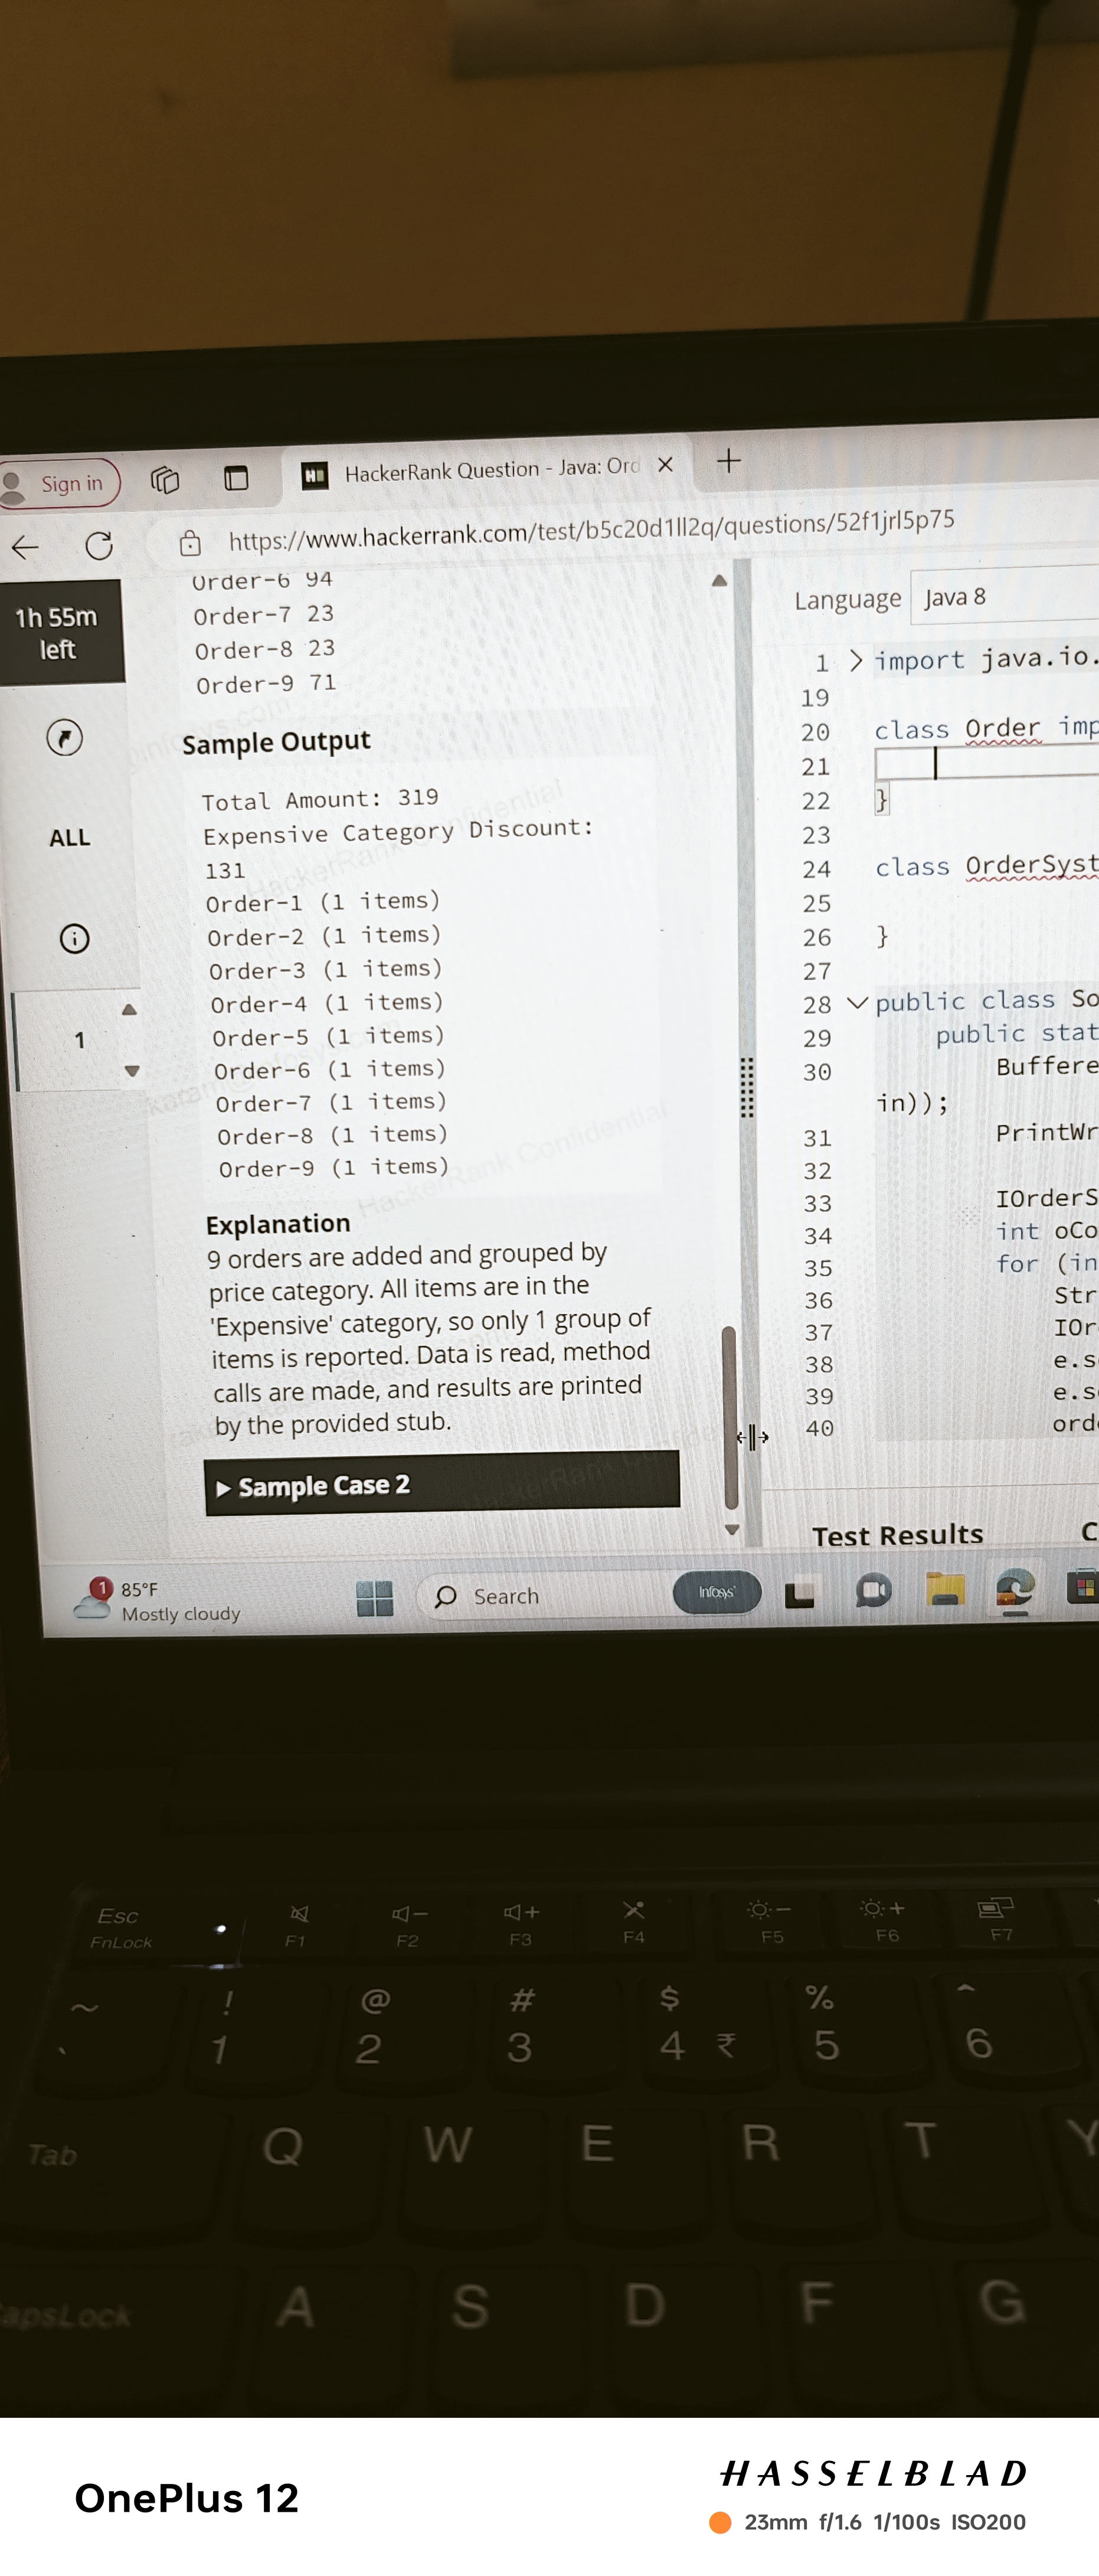 Sign in
HackerRank Question - Java: Ord
https://www.hackerrank.com/test/b5c20d1ll2q/questions/52f1jrl5p75
1h 55m
left
ALL
1
Order-6 94
Order-7 23
Order-8 23
Order-9 71
Sample Output
Total Amount: 319
Expensive Category Discount:
131
Order-1 (1 items)
Order-2 (1 items)
Order-3 (1 items)
Order-4 (1 items)
Order-5 (1 items)
Order-6 (1 items)
Order-7 (1 items)
Order-8 (1 items)
Order-9 (1 items)
HackerRank Confidential
HackerRank Confidential
Explanation
9 orders are added and grouped by
price category. All items are in the
'Expensive' category, so only 1 group of
items is reported. Data is read, method
calls are made, and results are printed
by the provided stub.
▶ Sample Case 2
Language Java 8
1 import java.io.
19
20 class Order imp
21
22 }
23
24 class OrderSyst
25
26 }
27
28 public class So
29 public stat
30 Buffere
in));
31 PrintWr
32
33 IOrderS
34 int oCo
35 for (in
36 Str
37 IOr
38 e.s
39 e.s
40 ord
Test Results C
1 85°F
Mostly cloudy
Search
Infosys
Esc
FnLock
F1
F2
F3
F4
F5
F6
F7
~ ! @ # $ % ^
` 1 2 3 4 ₹ 5 6
Tab Q W E R T Y
apsLock A S D F G
OnePlus 12
HASSELBLAD
23mm f/1.6 1/100s ISO200